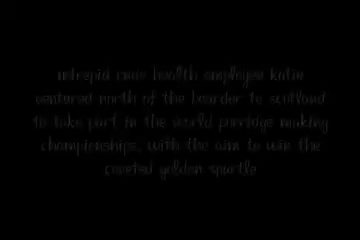 intrepid rude health employee katie
ventured north of the boarder to scotland
to take part in the world porridge making
championships, with the aim to win the
coveted golden spurtle